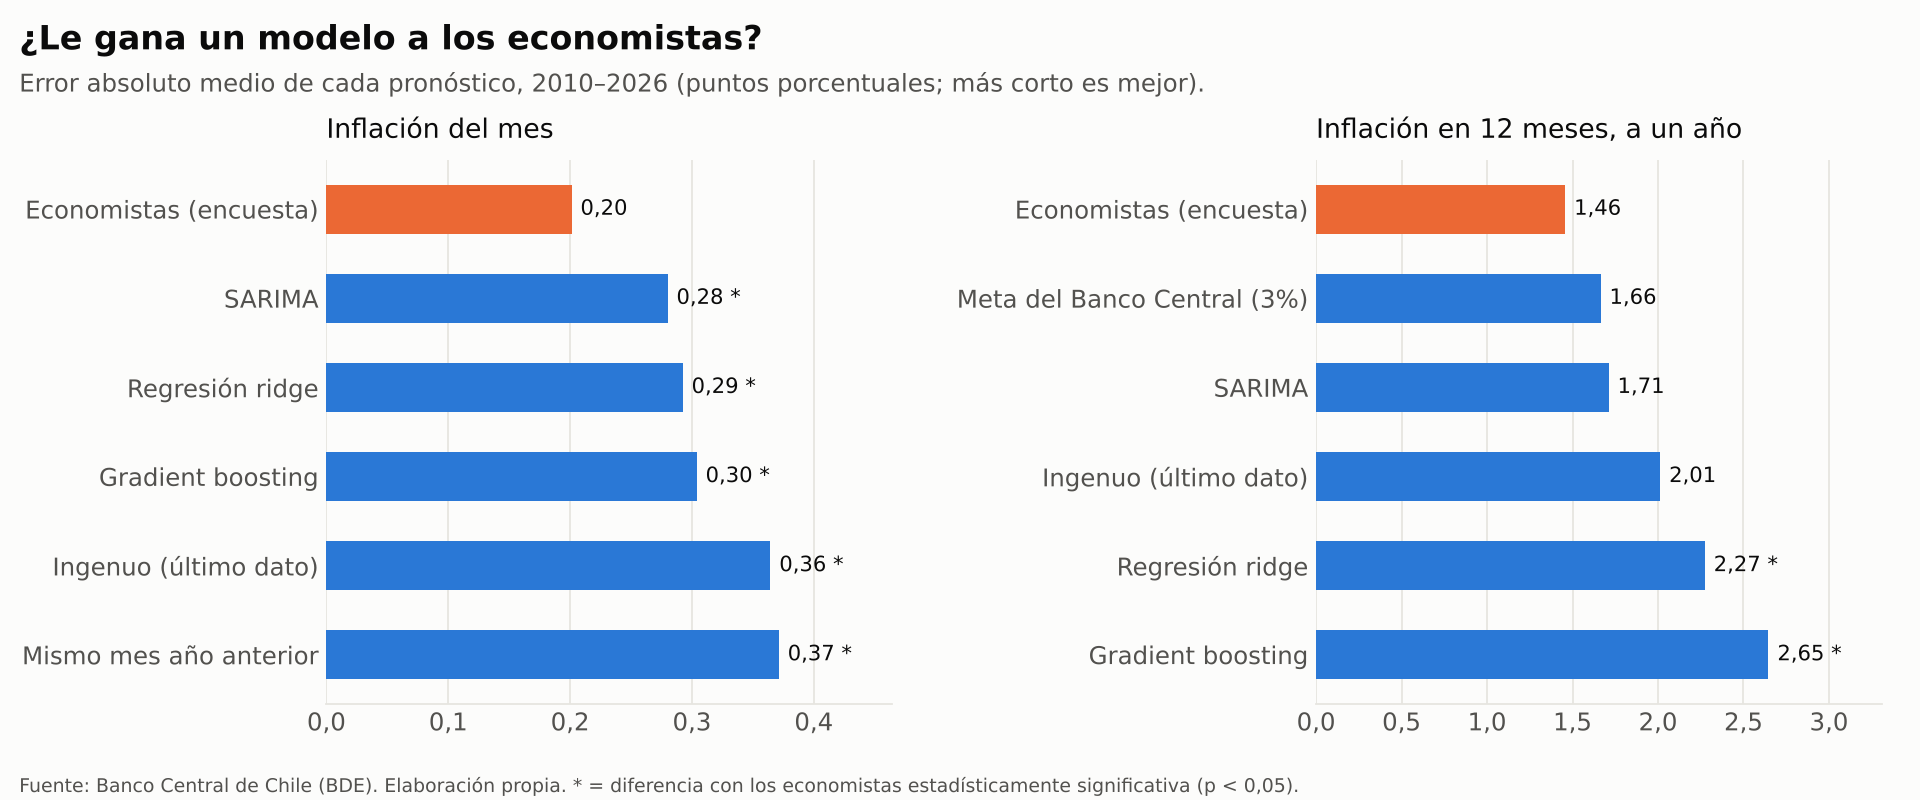 ¿Le gana un modelo a los economistas?
Error absoluto medio de cada pronóstico, 2010–2026 (puntos porcentuales; más corto es mejor).
Inflación del mes
Economistas (encuesta)
0,20
SARIMA
0,28 *
Regresión ridge
0,29 *
Gradient boosting
0,30 *
Ingenuo (último dato)
0,36 *
Mismo mes año anterior
0,37 *
0,0 0,1 0,2 0,3 0,4
Inflación en 12 meses, a un año
Economistas (encuesta)
1,46
Meta del Banco Central (3%)
1,66
SARIMA
1,71
Ingenuo (último dato)
2,01
Regresión ridge
2,27 *
Gradient boosting
2,65 *
0,0 0,5 1,0 1,5 2,0 2,5 3,0
Fuente: Banco Central de Chile (BDE). Elaboración propia. * = diferencia con los economistas estadísticamente significativa (p < 0,05).